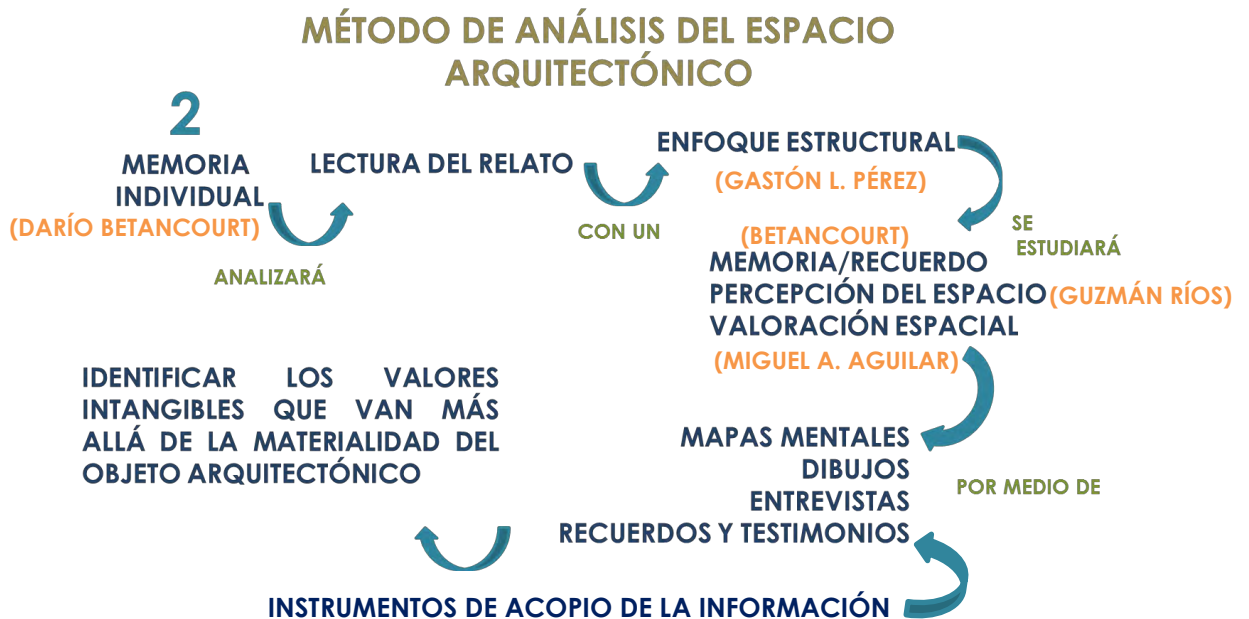 MÉTODO DE ANÁLISIS DEL ESPACIO
ARQUITECTÓNICO
2
MEMORIA
INDIVIDUAL
(DARÍO BETANCOURT)
ANALIZARÁ
LECTURA DEL RELATO
CON UN
ENFOQUE ESTRUCTURAL
(GASTÓN L. PÉREZ)
SE
ESTUDIARÁ
(BETANCOURT)
MEMORIA/RECUERDO
PERCEPCIÓN DEL ESPACIO (GUZMÁN RÍOS)
VALORACIÓN ESPACIAL
(MIGUEL A. AGUILAR)
POR MEDIO DE
MAPAS MENTALES
DIBUJOS
ENTREVISTAS
RECUERDOS Y TESTIMONIOS
INSTRUMENTOS DE ACOPIO DE LA INFORMACIÓN
IDENTIFICAR LOS VALORES
INTANGIBLES QUE VAN MÁS
ALLÁ DE LA MATERIALIDAD DEL
OBJETO ARQUITECTÓNICO